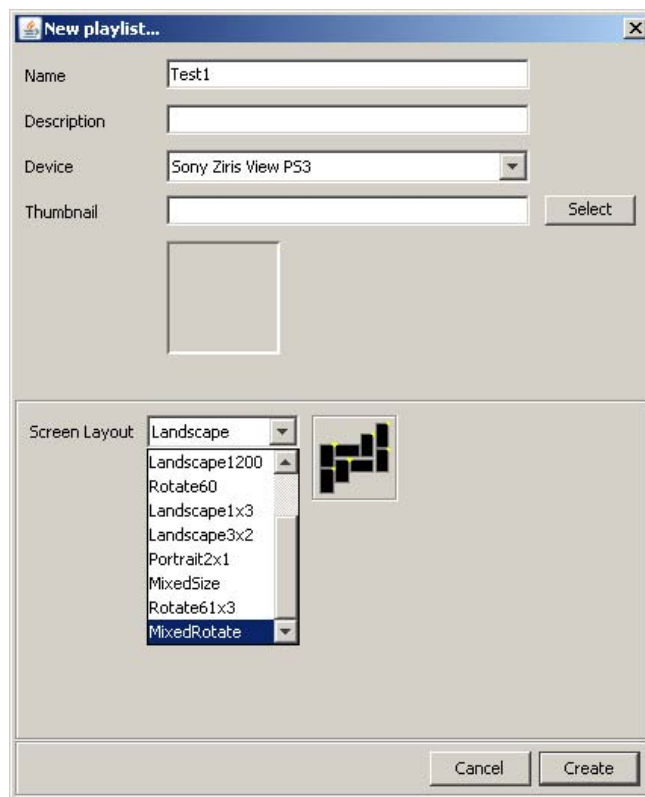 New playlist...
Name Test1
Description
Device Sony Ziris View PS3
Thumbnail Select
Screen Layout Landscape
Landscape1200
Rotate60
Landscape1x3
Landscape3x2
Portrait2x1
MixedSize
Rotate61x3
MixedRotate
Cancel Create